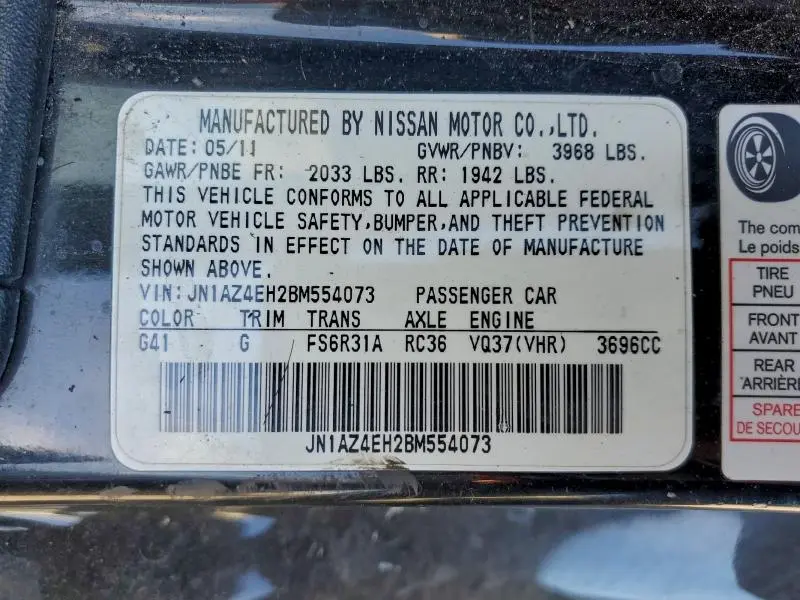 MANUFACTURED BY NISSAN MOTOR CO.,LTD.
DATE: 05/11 GVWR/PNBV: 3968 LBS.
GAWR/PNBE FR: 2033 LBS. RR: 1942 LBS.
THIS VEHICLE CONFORMS TO ALL APPLICABLE FEDERAL
MOTOR VEHICLE SAFETY,BUMPER,AND THEFT PREVENTION
STANDARDS IN EFFECT ON THE DATE OF MANUFACTURE
SHOWN ABOVE.
VIN:JN1AZ4EH2BM554073 PASSENGER CAR
COLOR TRIM TRANS AXLE ENGINE
G41 G FS6R31A RC36 VQ37(VHR) 3696CC
JN1AZ4EH2BM554073
The com
Le poids
TIRE
PNEU
FRONT
AVANT
REAR
ARRIÈRE
SPARE
DE SECOU